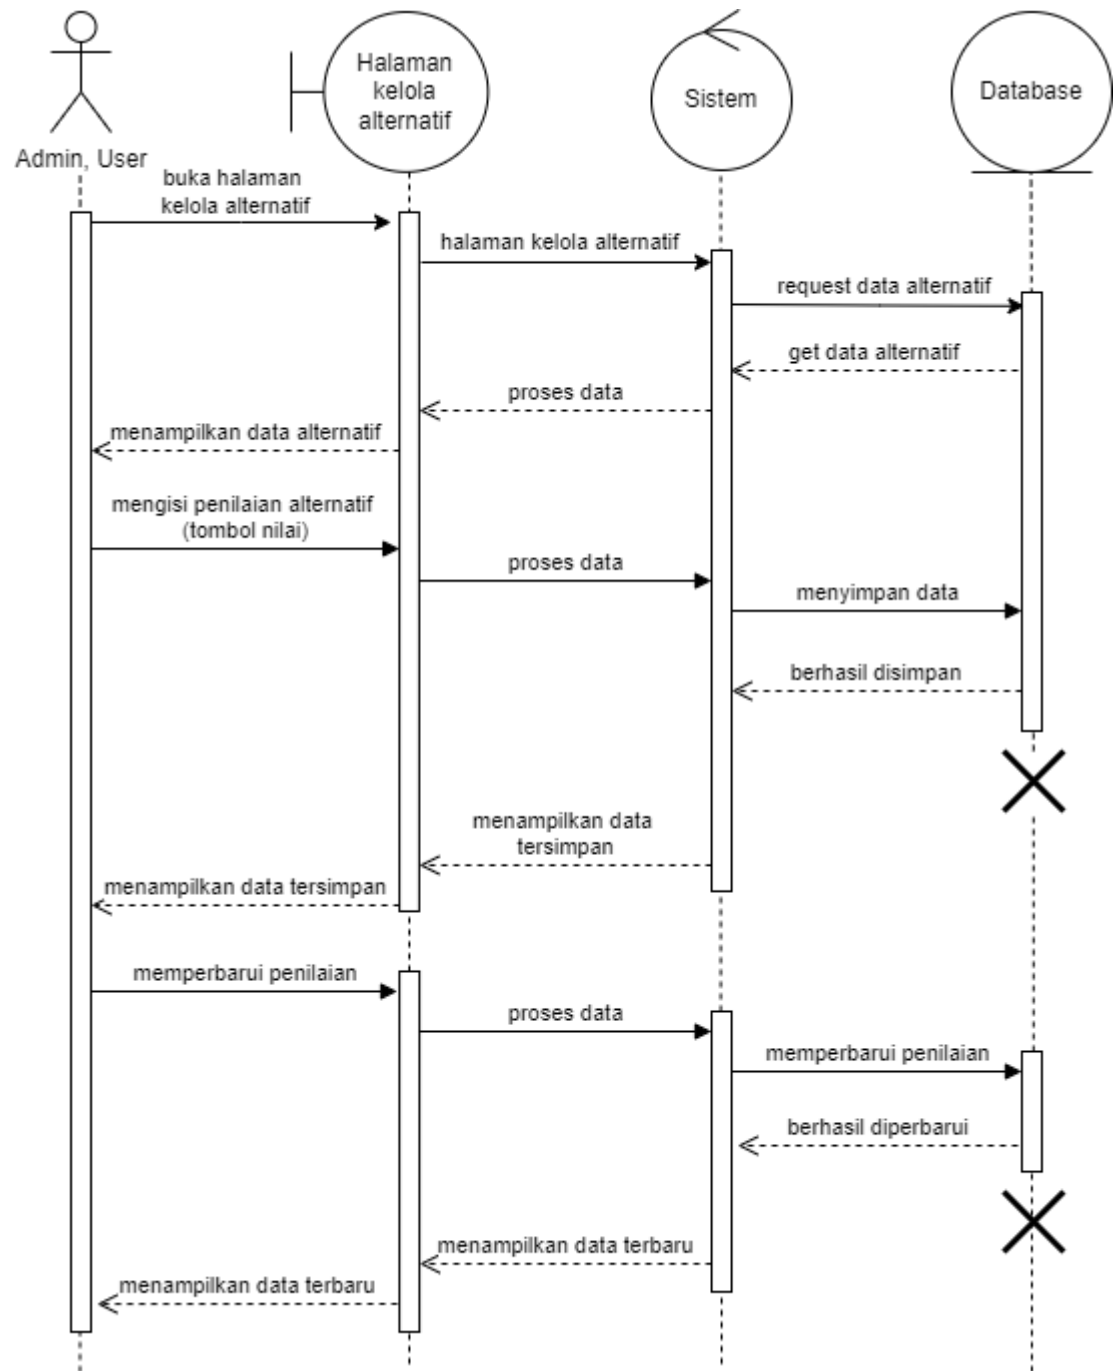 Halaman
kelola
alternatif
Sistem
Database
Admin, User
buka halaman
kelola alternatif
halaman kelola alternatif
request data alternatif
get data alternatif
proses data
menampilkan data alternatif
mengisi penilaian alternatif
(tombol nilai)
proses data
menyimpan data
berhasil disimpan
menampilkan data
tersimpan
menampilkan data tersimpan
memperbarui penilaian
proses data
memperbarui penilaian
berhasil diperbarui
menampilkan data terbaru
menampilkan data terbaru